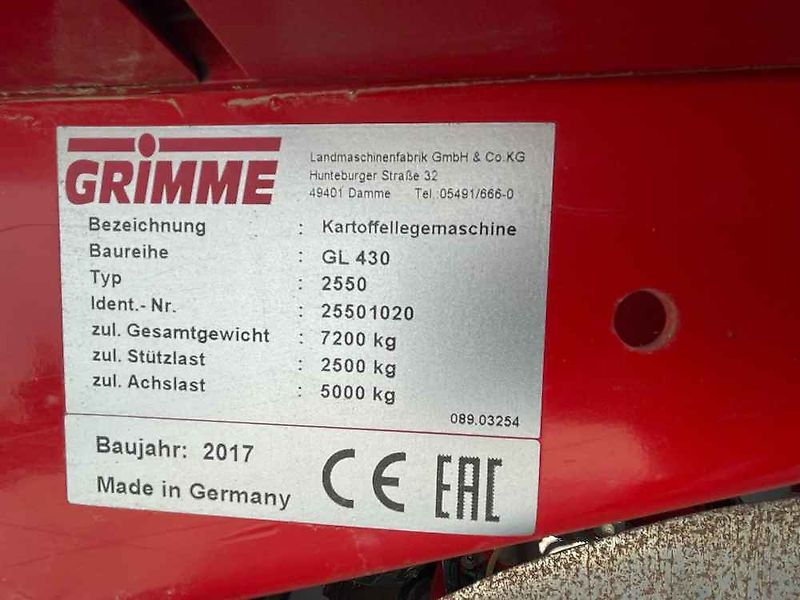 GRIMME
Landmaschinenfabrik GmbH & Co.KG
Hunteburger Straße 32
49401 Damme Tel.:05491/666-0
Bezeichnung : Kartoffellegemaschine
Baureihe : GL 430
Typ : 2550
Ident.- Nr. : 25501020
zul. Gesamtgewicht : 7200 kg
zul. Stützlast : 2500 kg
zul. Achslast : 5000 kg
089.03254
Baujahr: 2017
Made in Germany
CE EAC